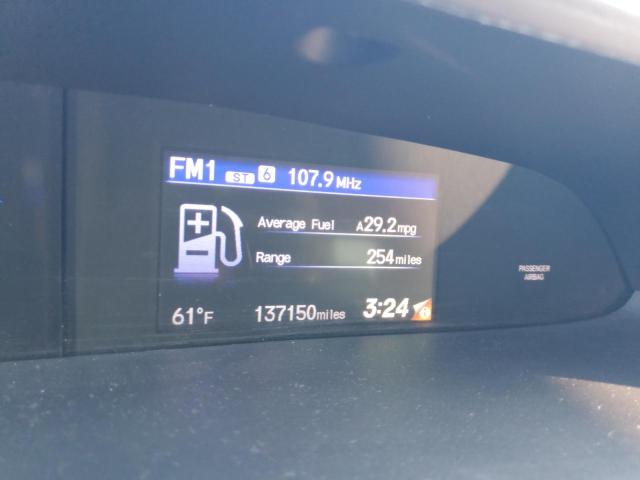 FM1 ST 6 107.9 MHz
Average Fuel A 29.2 mpg
Range 254 miles
61°F 137150 miles 3:24
PASSENGER
AIRBAG